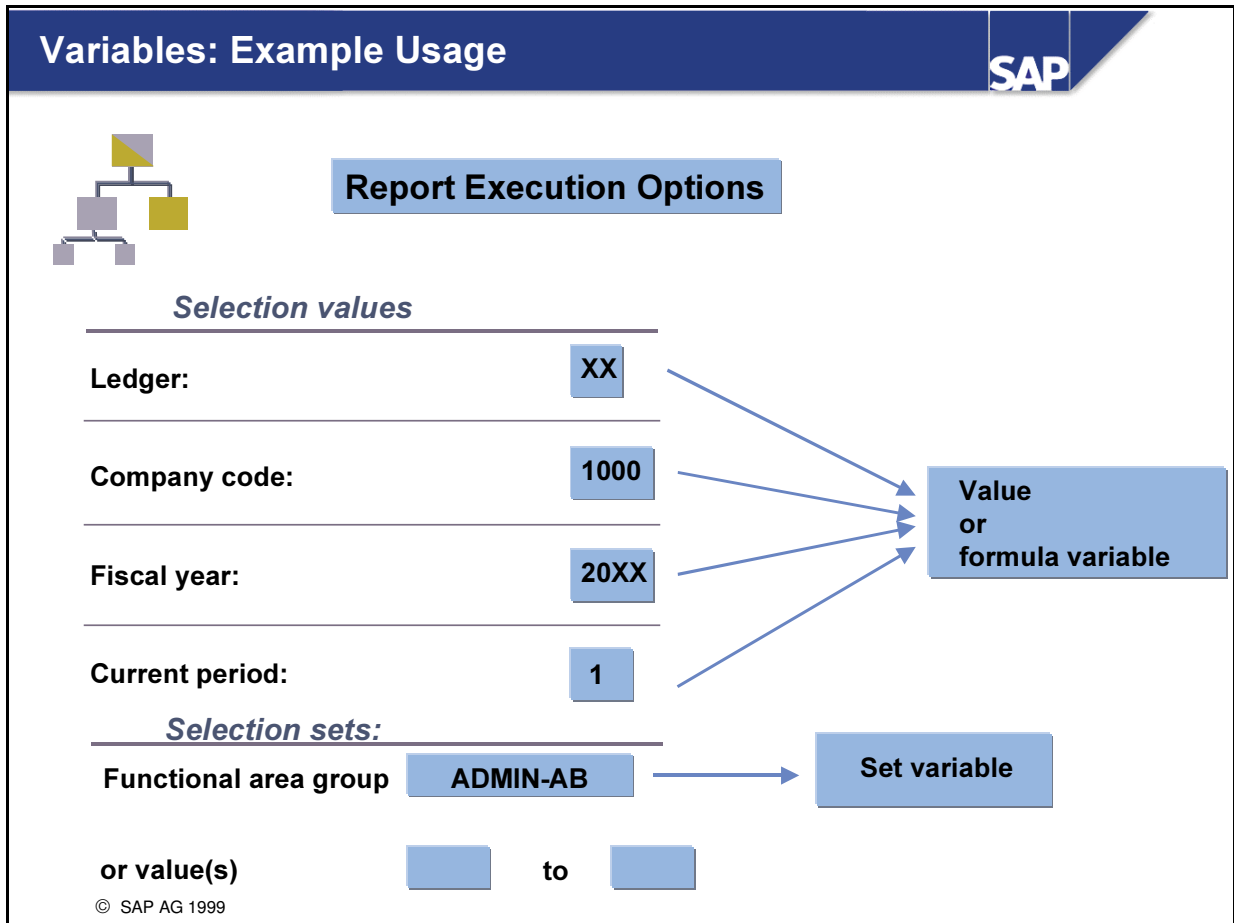 Variables: Example Usage
SAP
Report Execution Options
Selection values
Ledger: XX
Company code: 1000
Value
or
formula variable
Fiscal year: 20XX
Current period: 1
Selection sets:
Functional area group ADMIN-AB Set variable
or value(s) to
© SAP AG 1999